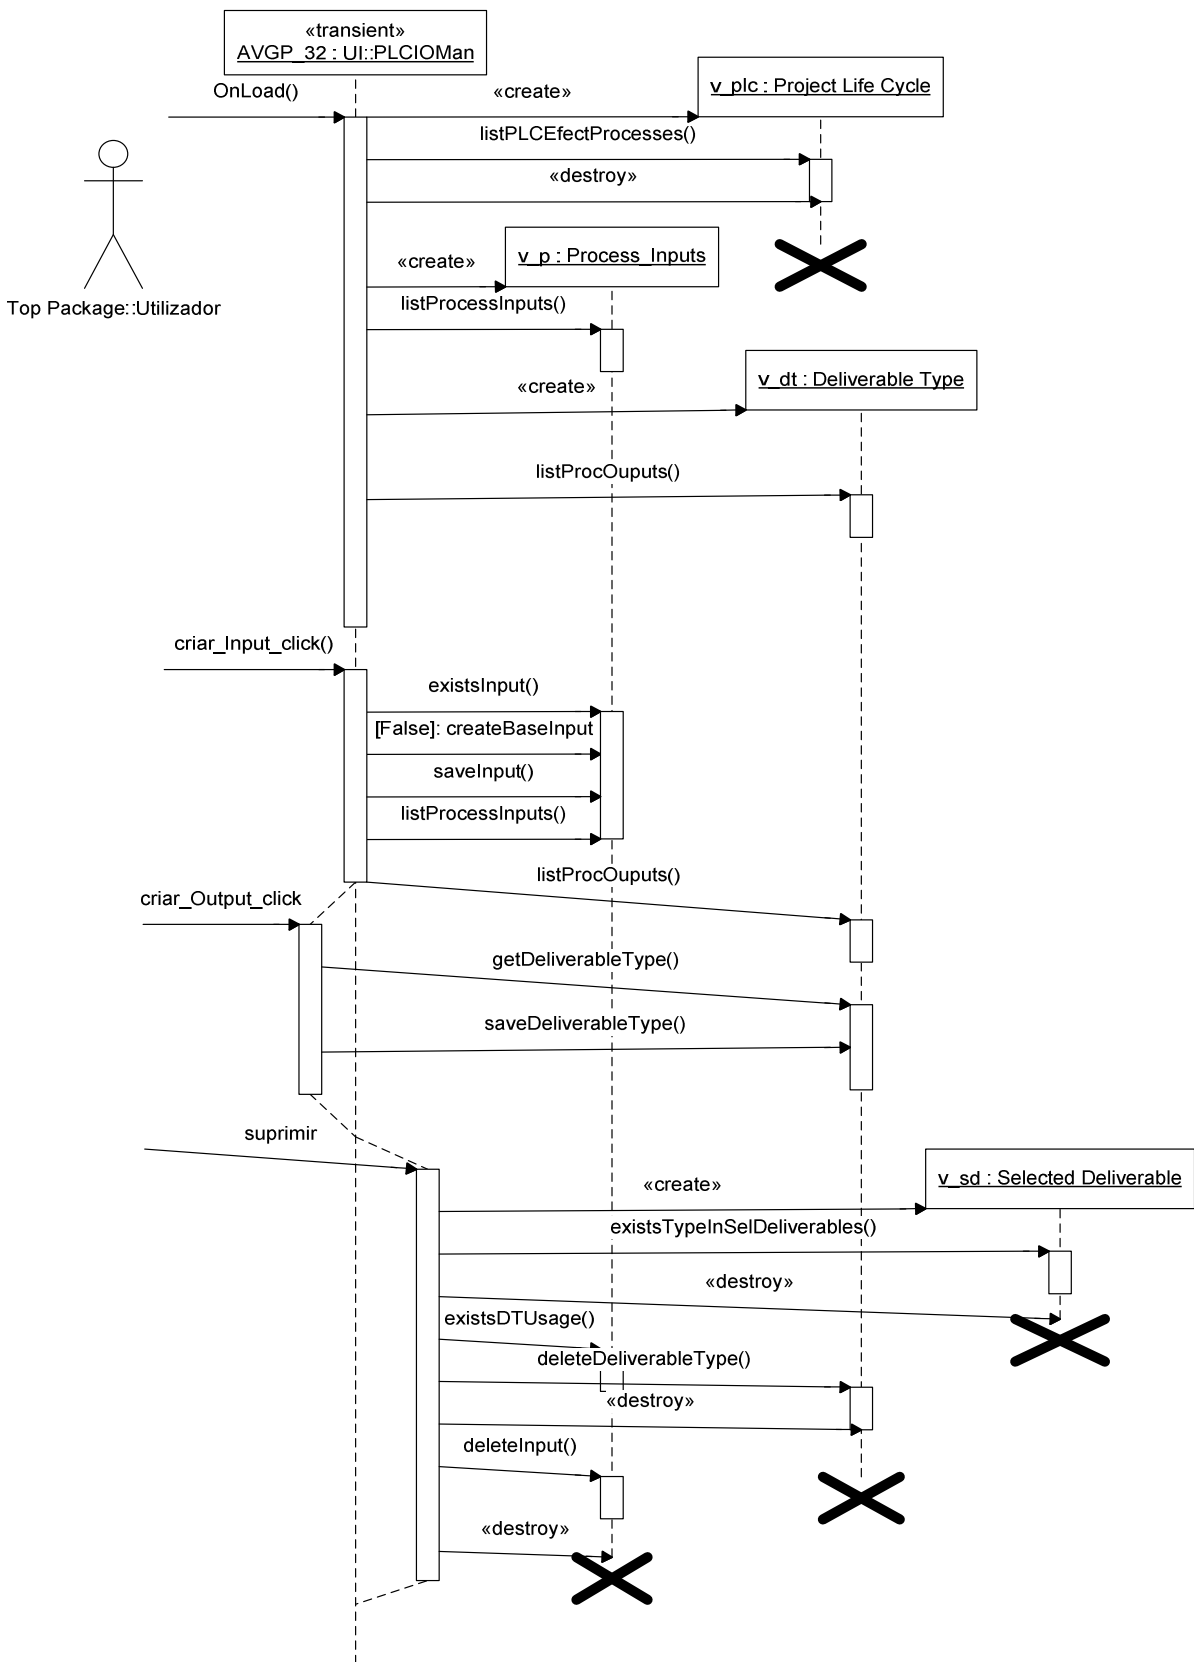 «transient»
AVGP_32 : UI::PLCIOMan
OnLoad()
«create»
v_plc : Project Life Cycle
listPLCEfectProcesses()
«destroy»
v_p : Process_Inputs
«create»
Top Package::Utilizador
listProcessInputs()
v_dt : Deliverable Type
«create»
listProcOuputs()
criar_Input_click()
existsInput()
[False]: createBaseInput
saveInput()
listProcessInputs()
listProcOuputs()
criar_Output_click
getDeliverableType()
saveDeliverableType()
suprimir
v_sd : Selected Deliverable
«create»
existsTypeInSelDeliverables()
«destroy»
existsDTUsage()
deleteDeliverableType()
«destroy»
deleteInput()
«destroy»